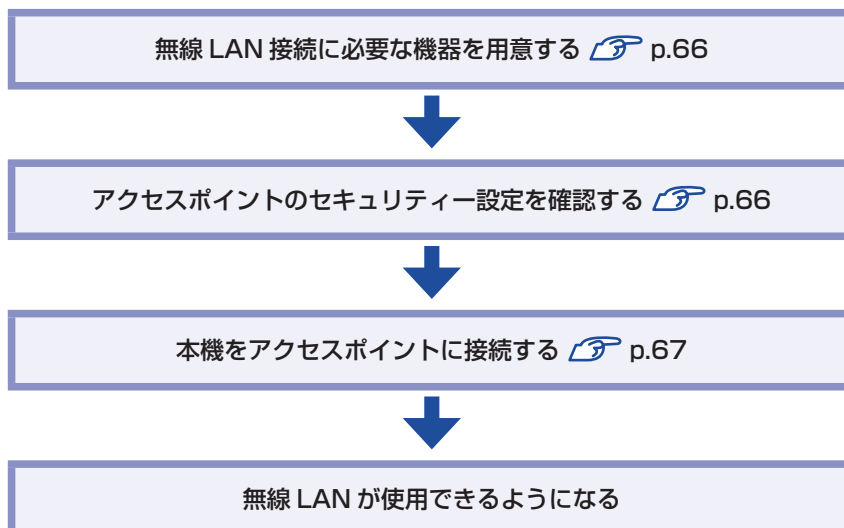 無線 LAN 接続に必要な機器を用意する p.66
アクセスポイントのセキュリティー設定を確認する p.66
本機をアクセスポイントに接続する p.67
無線 LAN が使用できるようになる